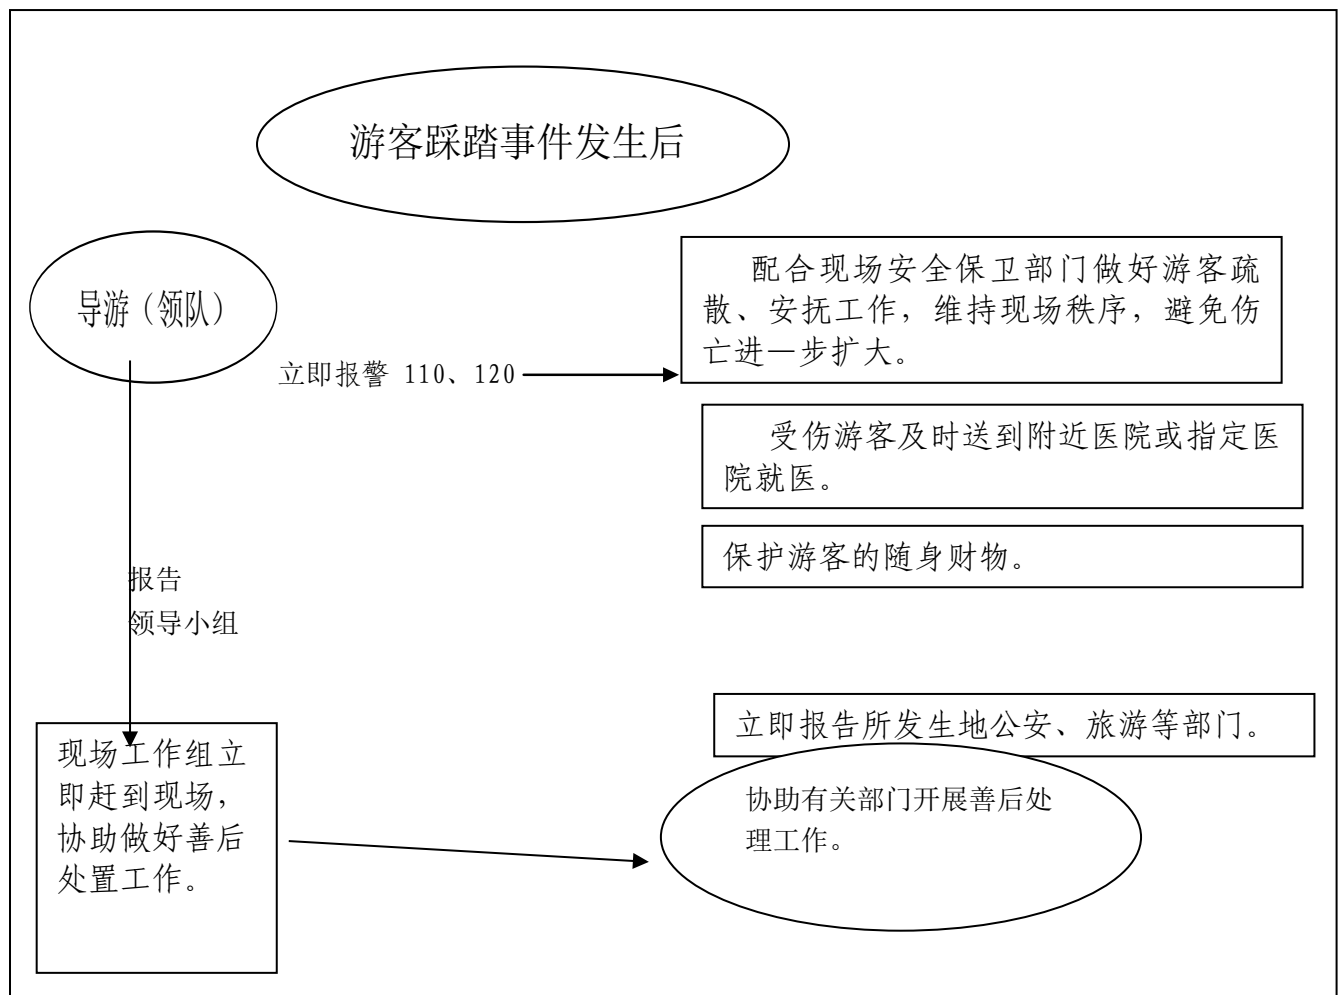 游客踩踏事件发生后
导游（领队）
立即报警 110、120
配合现场安全保卫部门做好游客疏
散、安抚工作，维持现场秩序，避免伤
亡进一步扩大。
受伤游客及时送到附近医院或指定医
院就医。
保护游客的随身财物。
报告
领导小组
立即报告所发生地公安、旅游等部门。
现场工作组立
即赶到现场，
协助做好善后
处置工作。
协助有关部门开展善后处
理工作。